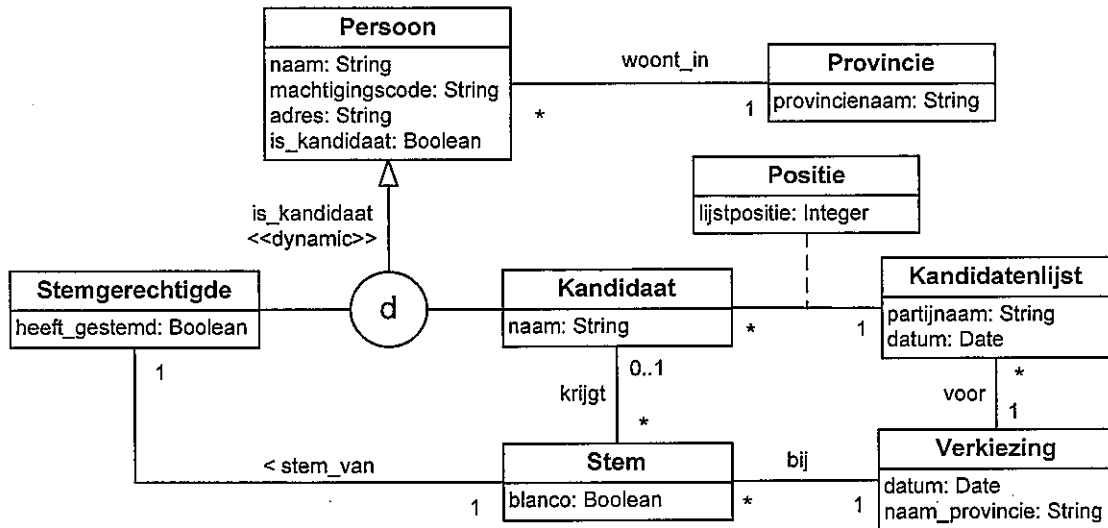 Persoon
naam: String
machtigingscode: String
adres: String
is_kandidaat: Boolean
woont_in
*
1
Provincie
provincienaam: String
Positie
lijstpositie: Integer
is_kandidaat
<<dynamic>>
d
Stemgerechtigde
heeft_gestemd: Boolean
Kandidaat
naam: String
*
1
Kandidatenlijst
partijnaam: String
datum: Date
1
0..1
krijgt
*
*
voor
1
< stem_van
1
Stem
blanco: Boolean
bij
*
1
Verkiezing
datum: Date
naam_provincie: String